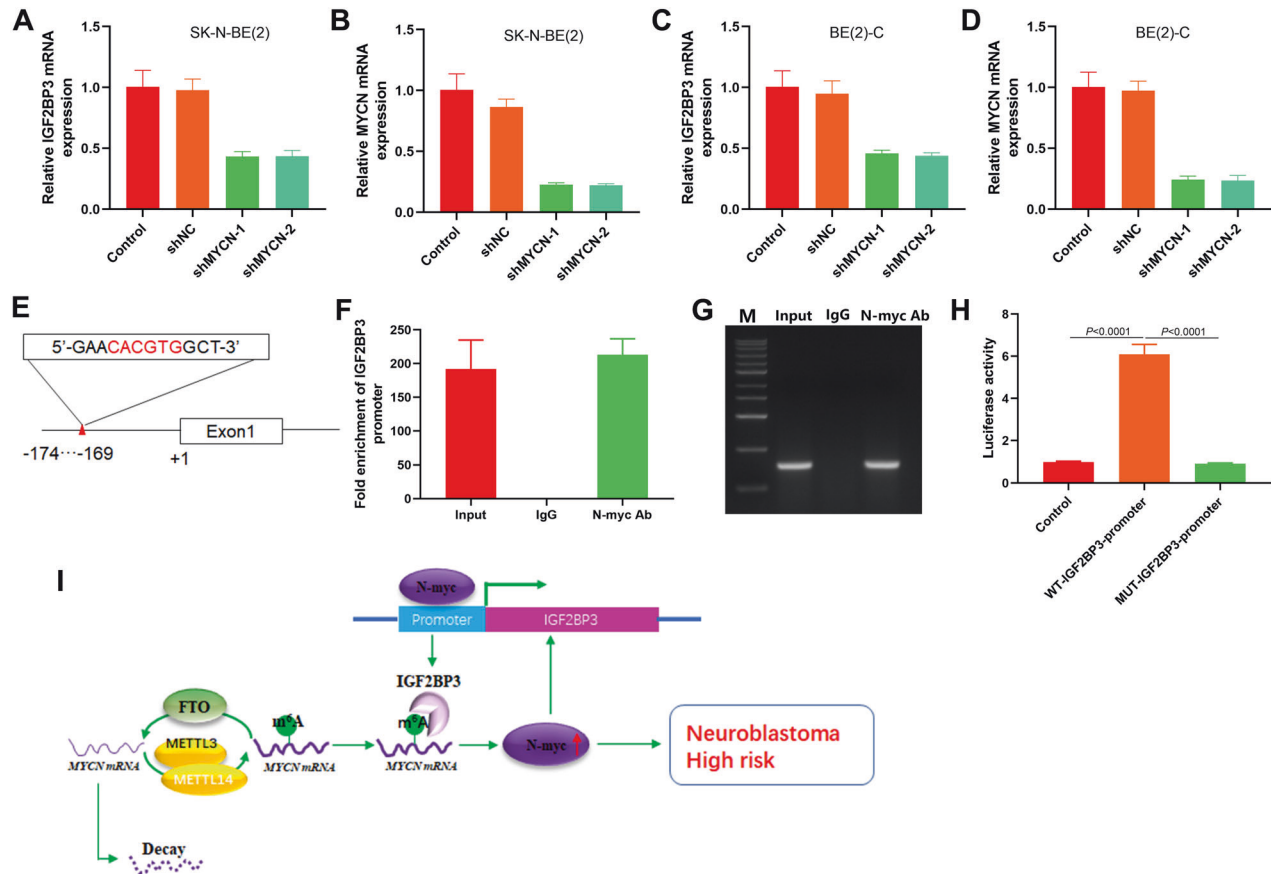 A
SK-N-BE(2)
Relative IGF2BP3 mRNA
expression
1.5
1.0
0.5
0.0
Control
shNC
shMYCN-1
shMYCN-2
B
SK-N-BE(2)
Relative MYCN mRNA
expression
1.5
1.0
0.5
0.0
Control
shNC
shMYCN-1
shMYCN-2
C
BE(2)-C
Relative IGF2BP3 mRNA
expression
1.5
1.0
0.5
0.0
Control
shNC
shMYCN-1
shMYCN-2
D
BE(2)-C
Relative MYCN mRNA
expression
1.5
1.0
0.5
0.0
Control
shNC
shMYCN-1
shMYCN-2
E
5'-GAACACGTGGCT-3'
Exon1
-174···-169
+1
F
Fold enrichment of IGF2BP3
promoter
250
200
150
100
50
0
Input
IgG
N-myc Ab
G
M Input IgG N-myc Ab
H
P<0.0001 P<0.0001
Luciferase activity
8
6
4
2
0
Control
WT-IGF2BP3-promoter
MUT-IGF2BP3-promoter
I
N-myc
Promoter IGF2BP3
IGF2BP3
FTO
m⁶A
m⁶A
METTL3
METTL14
MYCN mRNA
MYCN mRNA
MYCN mRNA
N-myc
Neuroblastoma
High risk
Decay